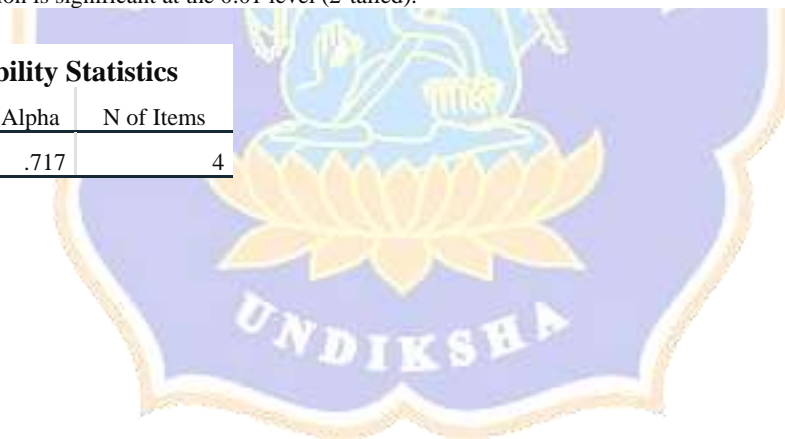 ion is significant at the 0.01 level (2-tailed).
bility Statistics
Alpha N of Items
.717 4
UNDIKSHA